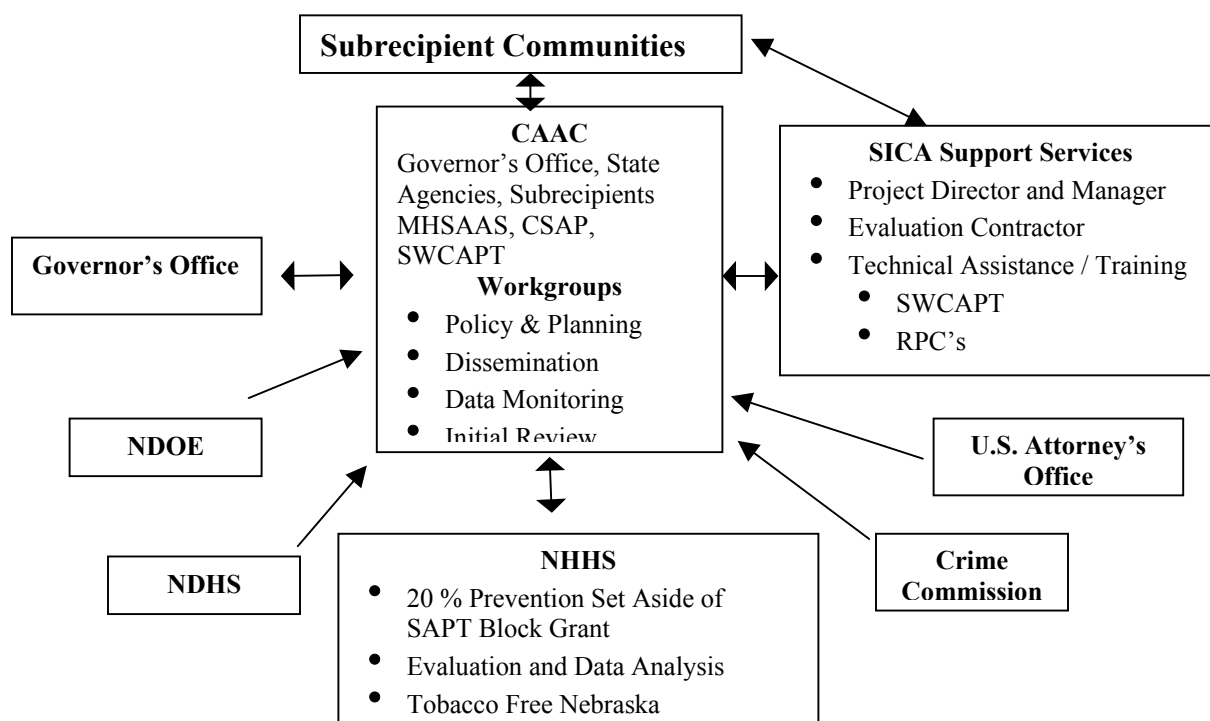 Subrecipient Communities
CAAC
Governor’s Office, State
Agencies, Subrecipients
MHSAAS, CSAP,
SWCAPT
Workgroups
• Policy & Planning
• Dissemination
• Data Monitoring
• Initial Review
SICA Support Services
• Project Director and Manager
• Evaluation Contractor
• Technical Assistance / Training
• SWCAPT
• RPC’s
Governor’s Office
NDOE
NDHS
U.S. Attorney’s
Office
Crime
Commission
NHHS
• 20 % Prevention Set Aside of
SAPT Block Grant
• Evaluation and Data Analysis
• Tobacco Free Nebraska